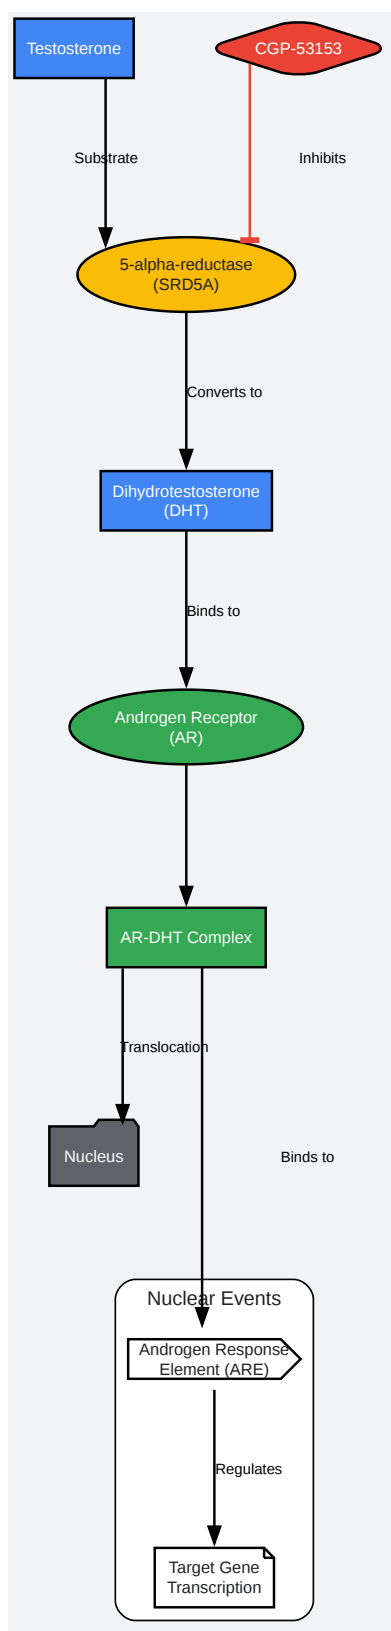 Testosterone
CGP-53153
Substrate
Inhibits
5-alpha-reductase
(SRD5A)
Converts to
Dihydrotestosterone
(DHT)
Binds to
Androgen Receptor
(AR)
AR-DHT Complex
Translocation
Nucleus
Binds to
Nuclear Events
Androgen Response
Element (ARE)
Regulates
Target Gene
Transcription